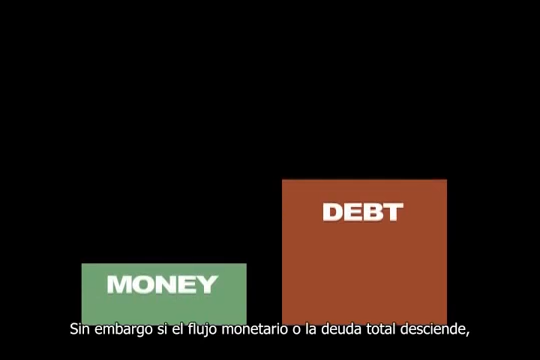 DEBT
MONEY
Sin embargo si el flujo monetario o la deuda total desciende,